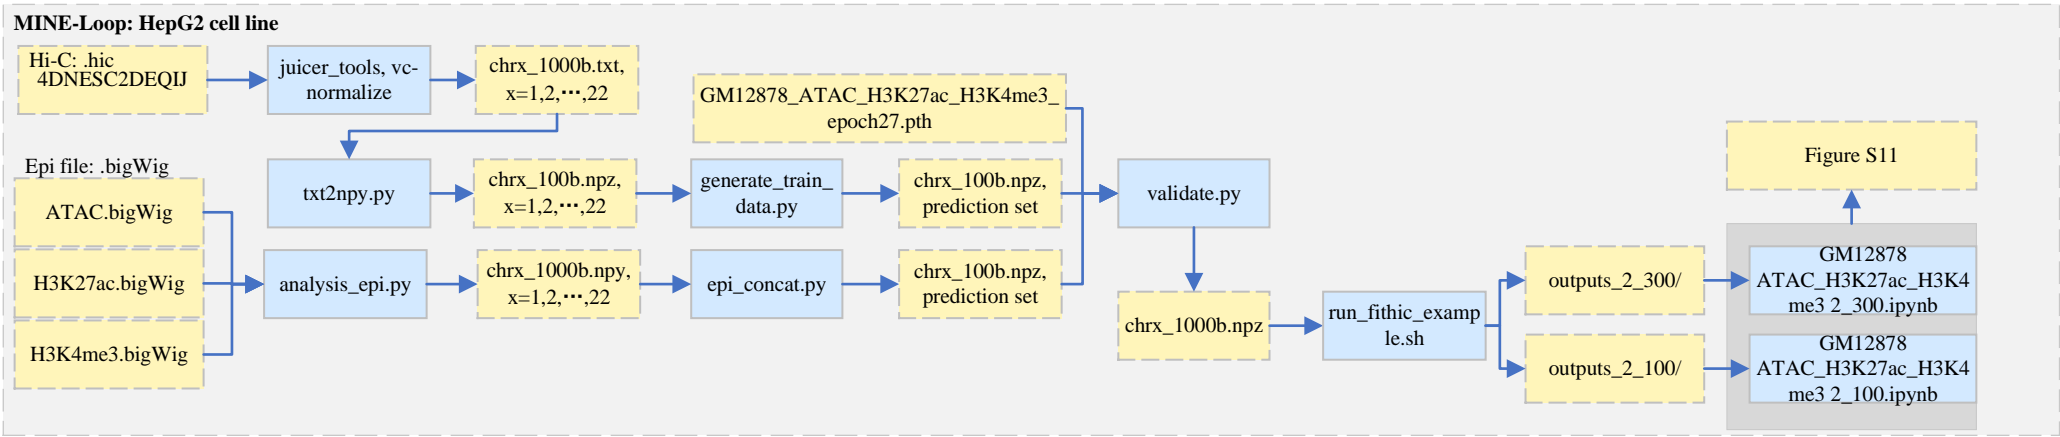 MINE-Loop: HepG2 cell line
Hi-C: .hic
4DNESC2DEQIJ
juicer_tools, vc-
normalize
chrx_1000b.txt,
x=1,2,⋯,22
GM12878_ATAC_H3K27ac_H3K4me3_
epoch27.pth
Epi file: .bigWig
ATAC.bigWig
H3K27ac.bigWig
H3K4me3.bigWig
txt2npy.py
chrx_100b.npz,
x=1,2,⋯,22
generate_train_
data.py
chrx_100b.npz,
prediction set
validate.py
analysis_epi.py
chrx_1000b.npy,
x=1,2,⋯,22
epi_concat.py
chrx_100b.npz,
prediction set
chrx_1000b.npz
run_fithic_examp
le.sh
outputs_2_300/
outputs_2_100/
Figure S11
GM12878
ATAC_H3K27ac_H3K4
me3 2_300.ipynb
GM12878
ATAC_H3K27ac_H3K4
me3 2_100.ipynb